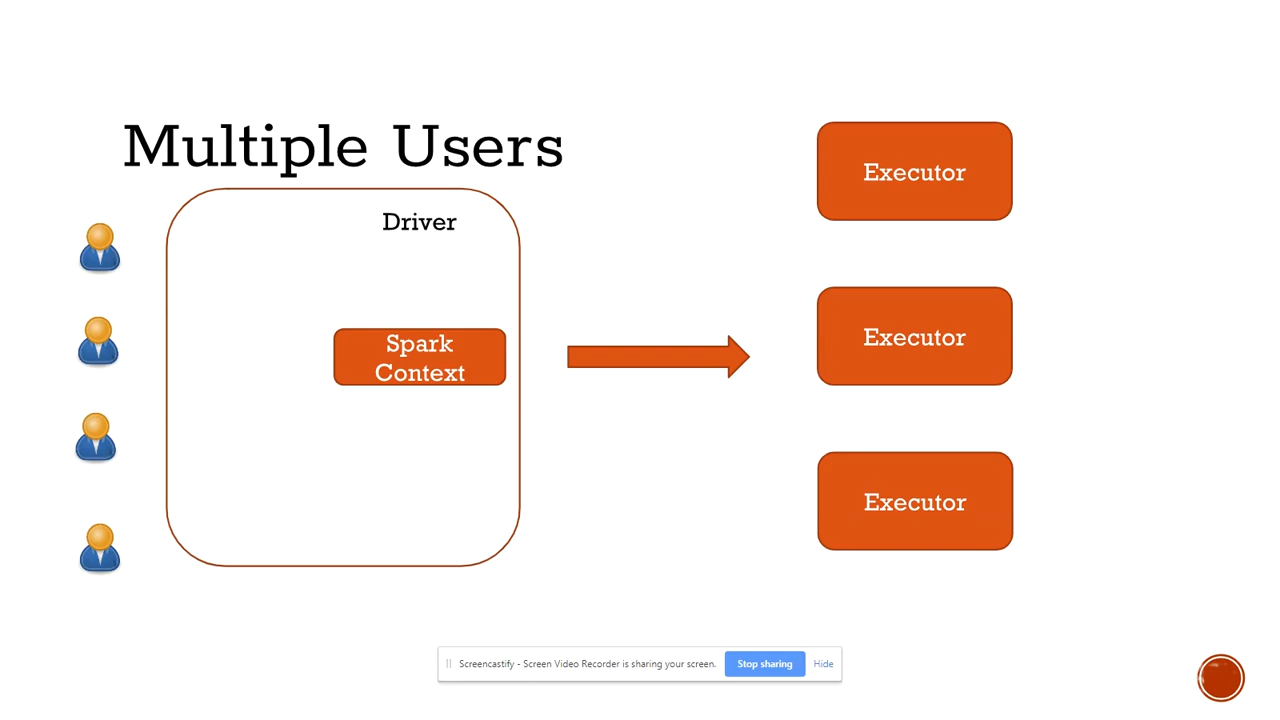 Multiple Users
Driver
Spark
Context
Executor
Executor
Executor
Screencastify - Screen Video Recorder is sharing your screen.
Stop sharing
Hide